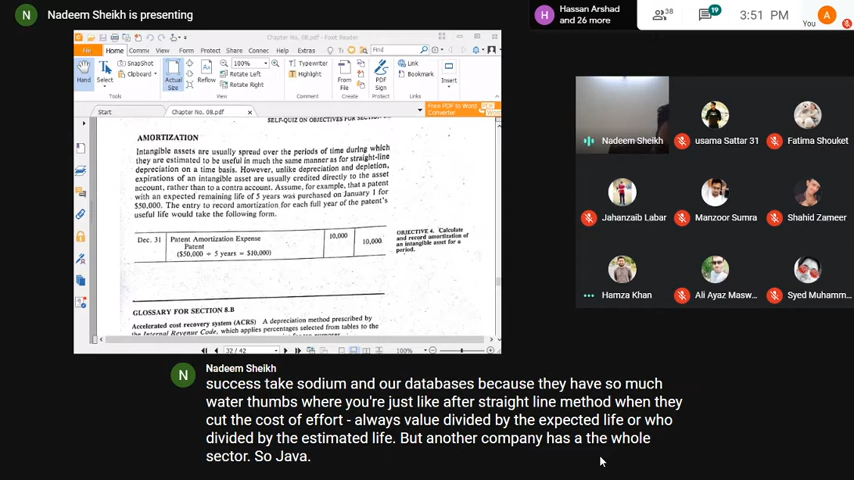 N Nadeem Sheikh is presenting
H Hassan Arshad
and 26 more
38
19
3:51 PM
You
A
Chapter No. 08.pdf - Foxit Reader
File Home Comment View Form Protect Share Connect Help Extras
Find
Hand
Select
SnapShot
Clipboard
Actual
Size
Reflow
100%
Rotate Left
Rotate Right
Typewriter
Highlight
From
File
PDF
Sign
Link
Bookmark
Insert
Tools
View
Comment
Create
Protect
Links
Start
Chapter No. 08.pdf
Free PDF to Word
Converter
SELF-QUIZ ON OBJECTIVES FOR SECTION
AMORTIZATION
Intangible assets are usually spread over the periods of time during which
they are estimated to be useful in much the same manner as for straight-line
depreciation on a time basis. However, unlike depreciation and depletion,
expirations of an intangible asset are usually credited directly to the asset
account, rather than to a contra account. Assume, for example, that a patent
with an expected remaining life of 5 years was purchased on January 1 for
$50,000. The entry to record amortization for each full year of the patent's
useful life would take the following form.
Dec. 31 Patent Amortization Expense 10,000
Patent 10,000
($50,000 ÷ 5 years = $10,000)
OBJECTIVE 4. Calculate
and record amortization of
an intangible asset for a
period.
GLOSSARY FOR SECTION 8.B
Accelerated cost recovery system (ACRS) A depreciation method prescribed by
the Internal Revenue Code, which applies percentages selected from tables to the
32 / 42
100%
Nadeem Sheikh
usama Sattar 31
Fatima Shouket
Jahanzaib Labar
Manzoor Sumra
Shahid Zameer
Hamza Khan
Ali Ayaz Masw...
Syed Muhamm...
N Nadeem Sheikh
success take sodium and our databases because they have so much
water thumbs where you're just like after straight line method when they
cut the cost of effort - always value divided by the expected life or who
divided by the estimated life. But another company has a the whole
sector. So Java.